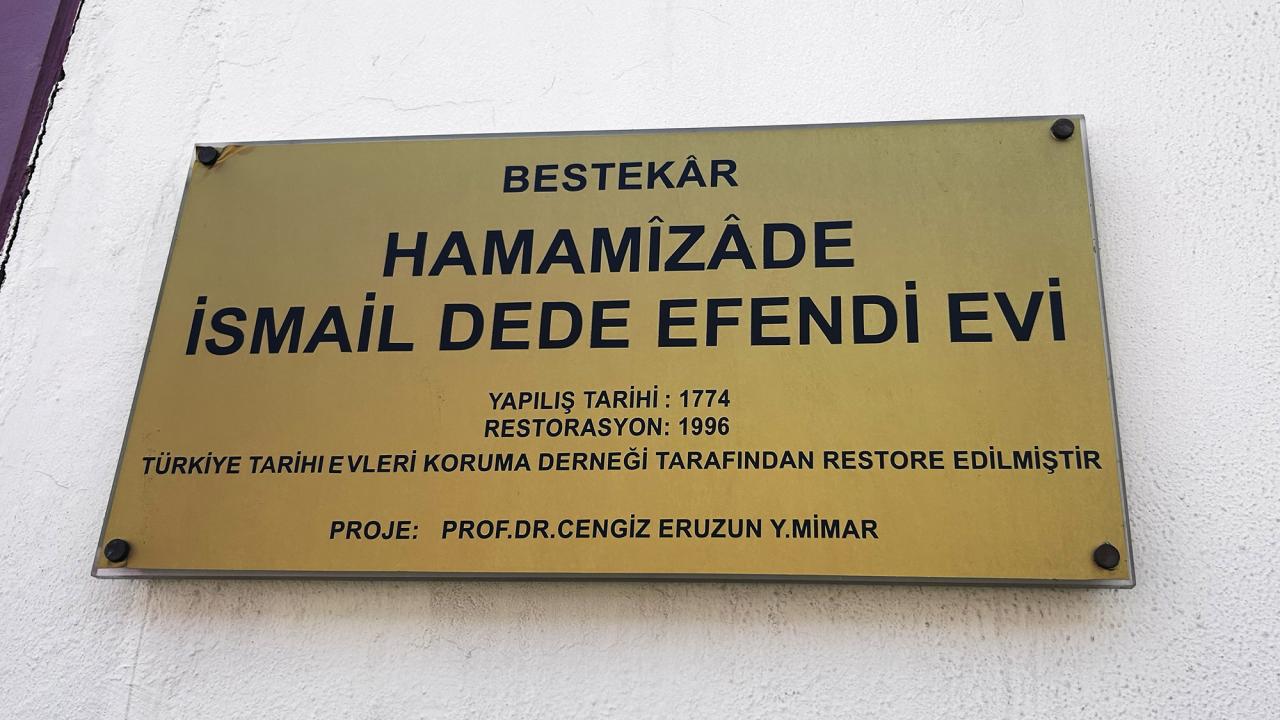 BESTEKÂR
HAMAMÎZÂDE
İSMAİL DEDE EFENDİ EVİ
YAPILIŞ TARİHİ : 1774
RESTORASYON: 1996
TÜRKİYE TARİHI EVLERİ KORUMA DERNEĞİ TARAFINDAN RESTORE EDİLMİŞTİR
PROJE: PROF.DR.CENGİZ ERUZUN Y.MİMAR